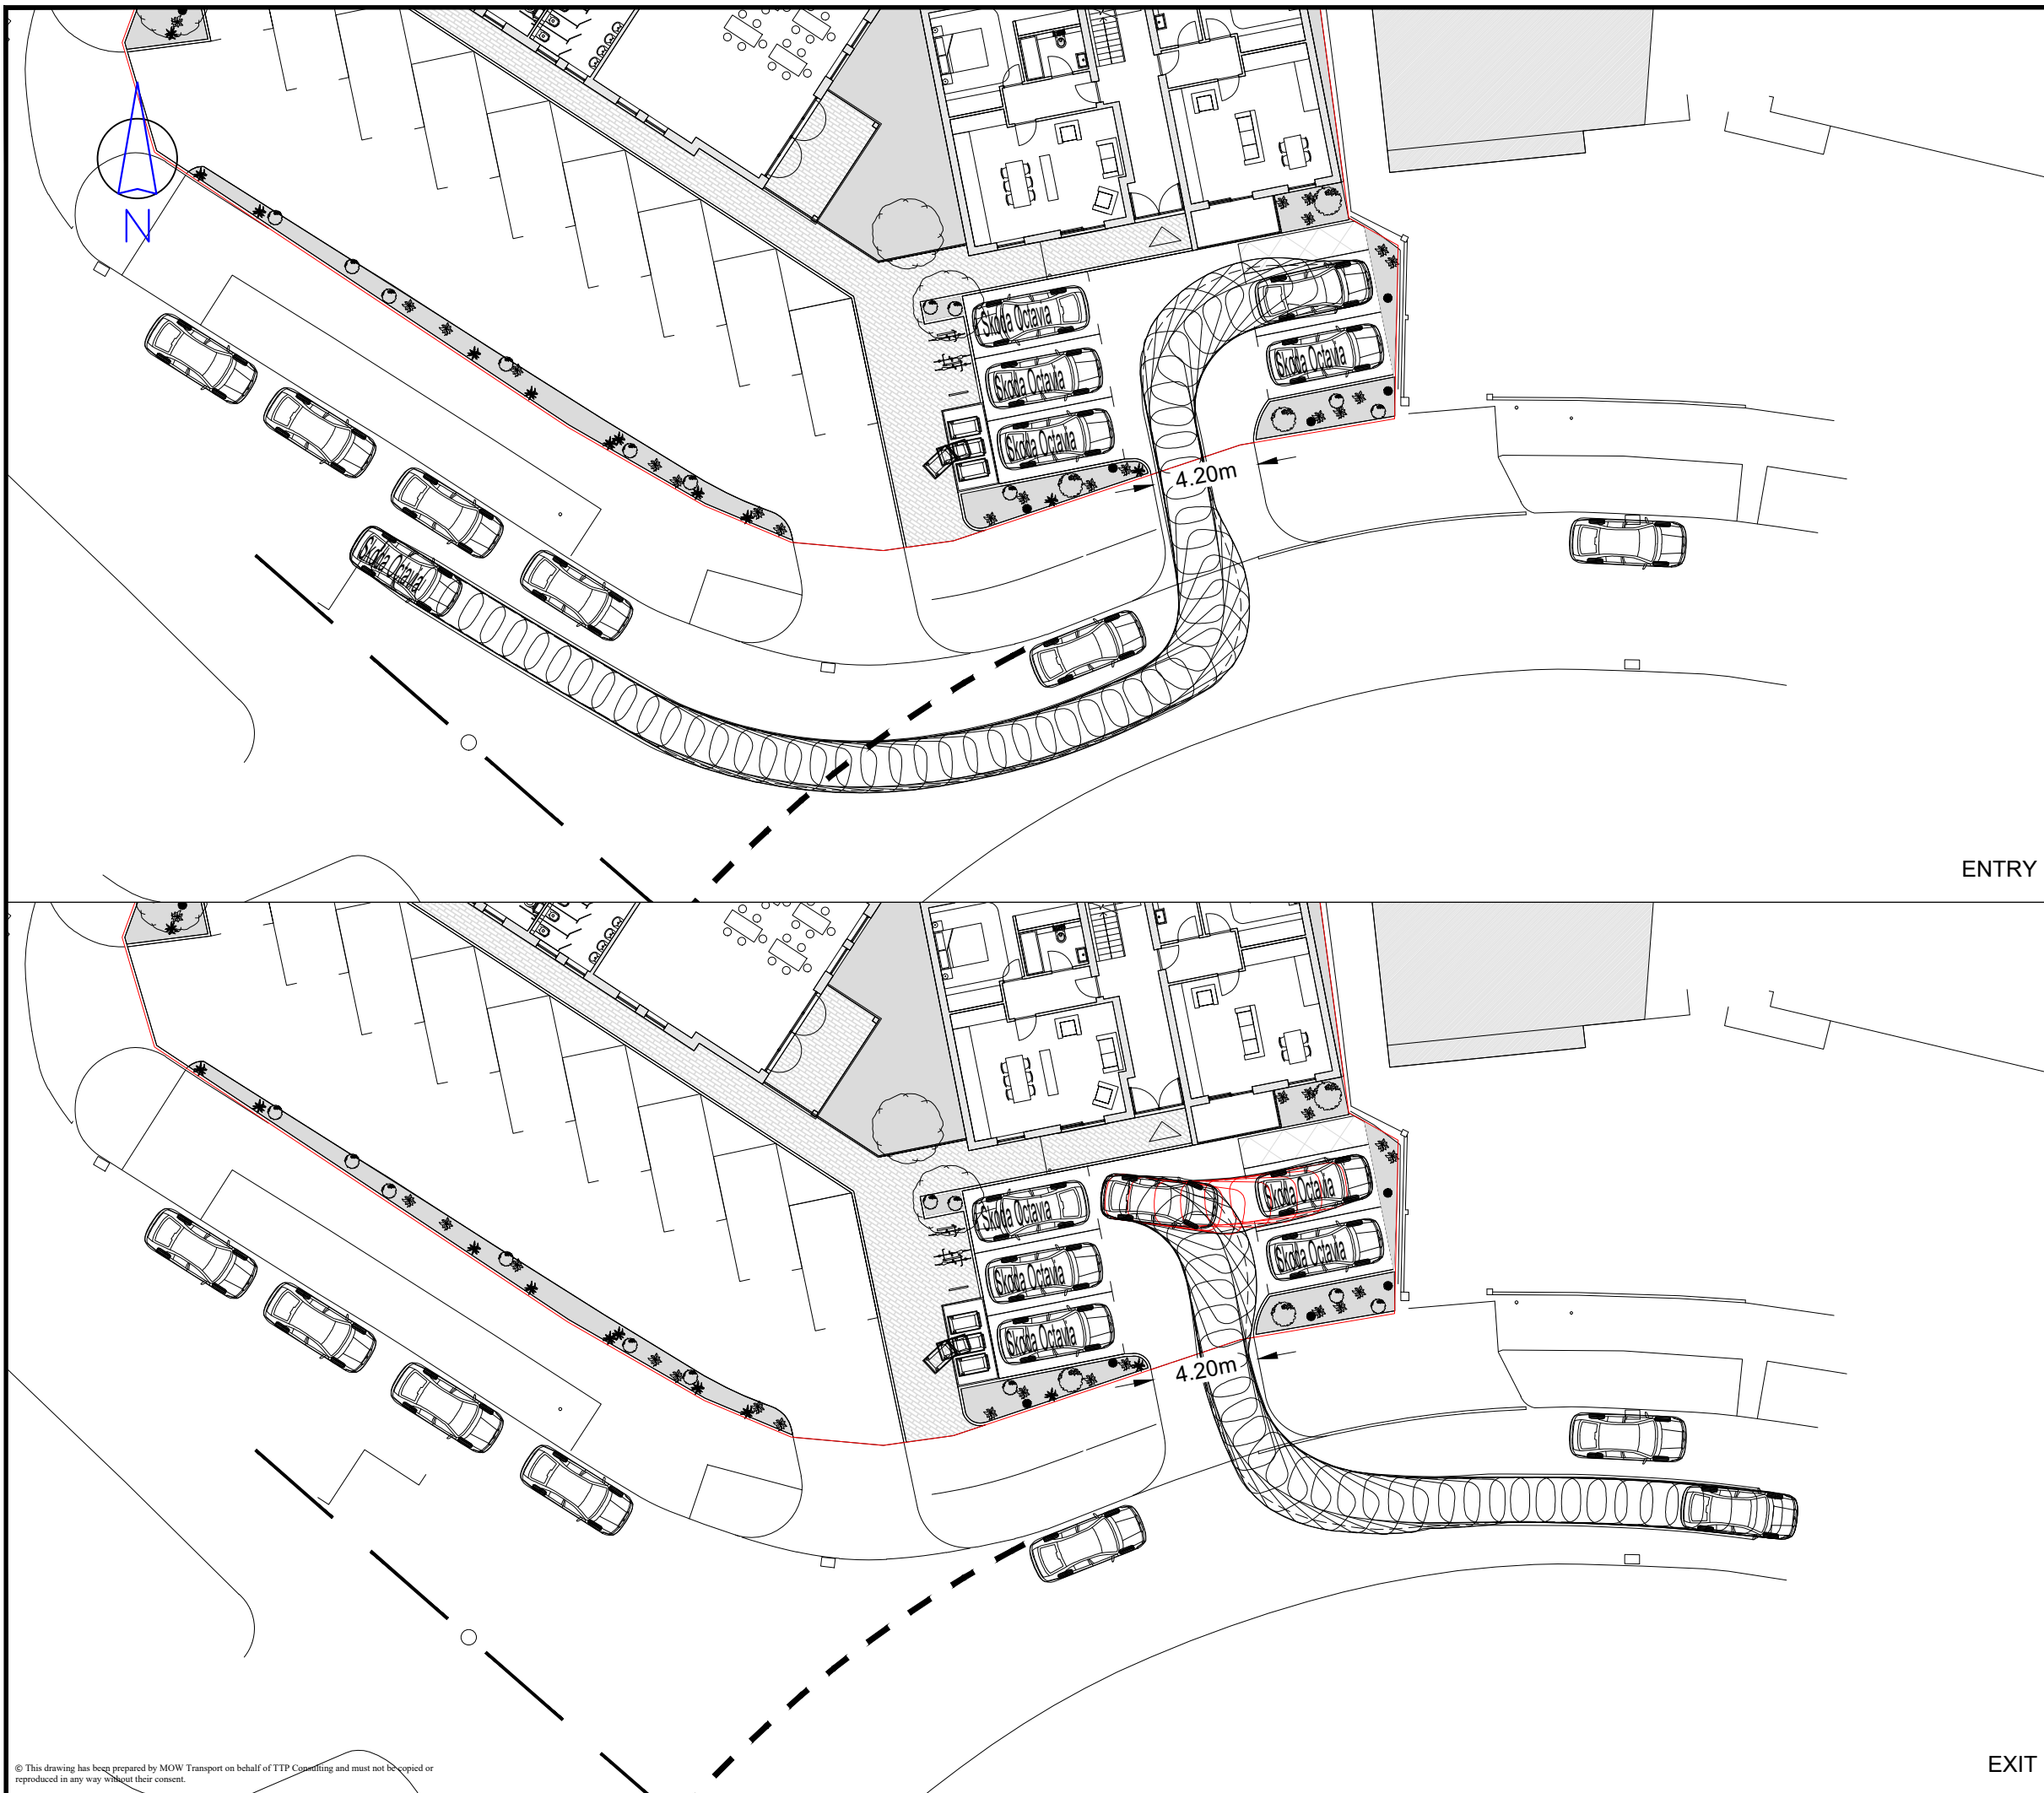 N
Skoda Octavia
Skoda Octavia
Skoda Octavia
Skoda Octavia
4.20m
Skoda Octavia
ENTRY
Skoda Octavia
Skoda Octavia
Skoda Octavia
Skoda Octavia
Skoda Octavia
4.20m
EXIT
© This drawing has been prepared by MOW Transport on behalf of TTP Consulting and must not be copied or
reproduced in any way without their consent.